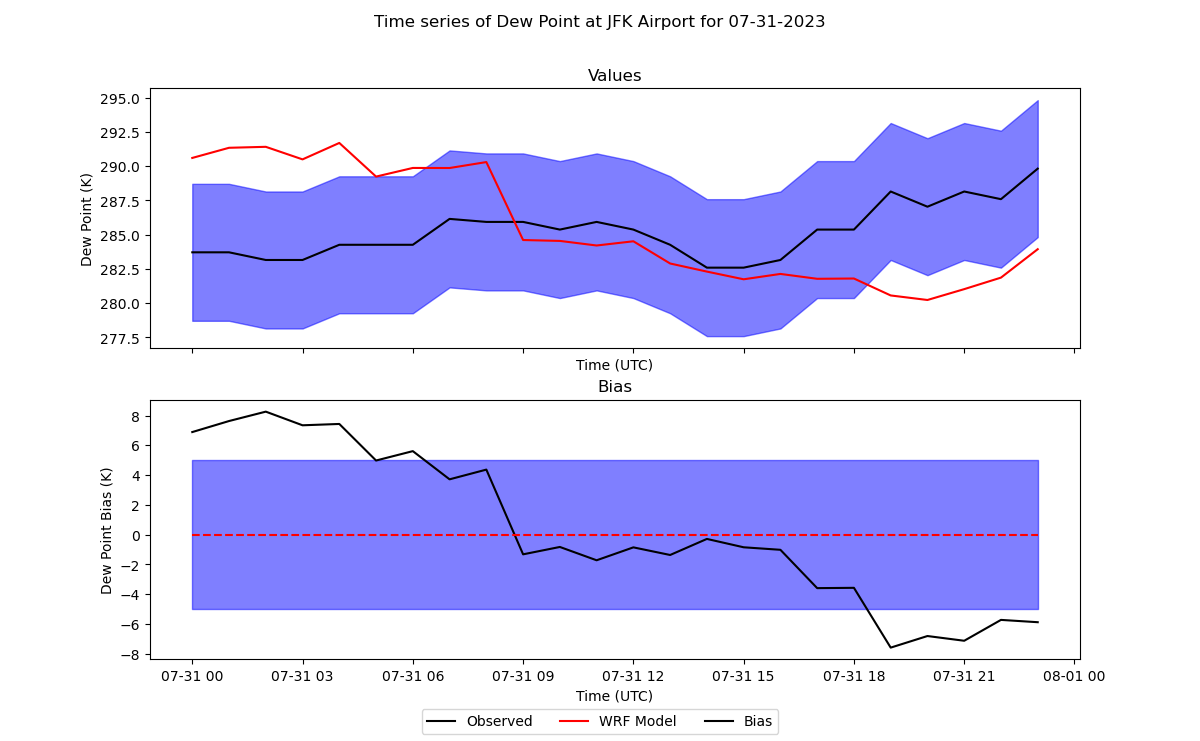 Time series of Dew Point at JFK Airport for 07-31-2023
Values
Dew Point (K)
295.0
292.5
290.0
287.5
285.0
282.5
280.0
277.5
Time (UTC)
Bias
Dew Point Bias (K)
8
6
4
2
0
−2
−4
−6
−8
07-31 00 07-31 03 07-31 06 07-31 09 07-31 12 07-31 15 07-31 18 07-31 21 08-01 00
Time (UTC)
Observed WRF Model Bias